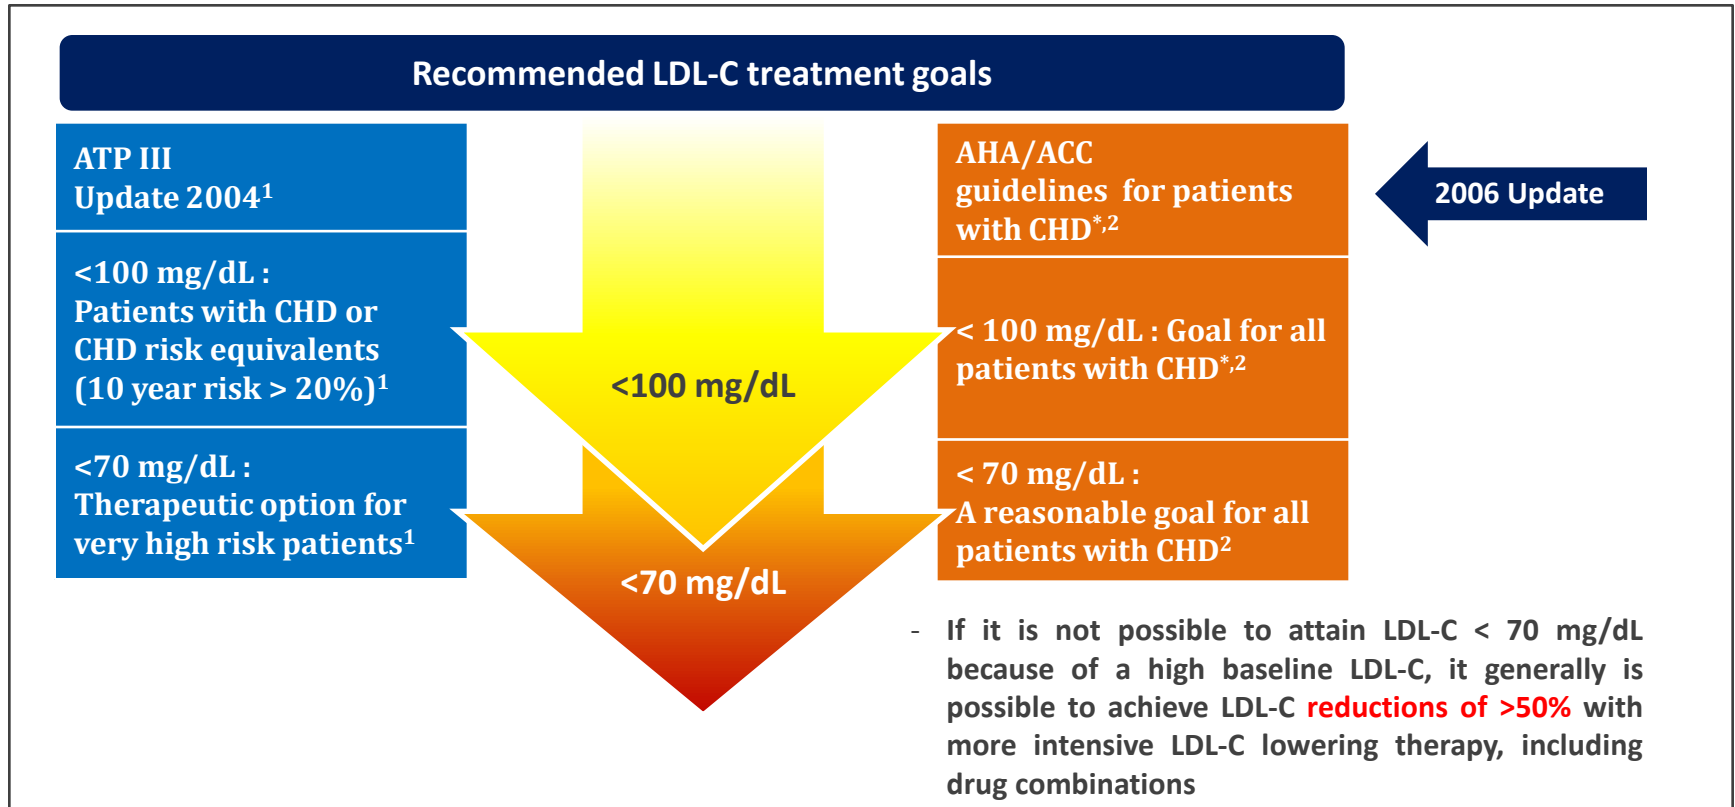 Recommended LDL-C treatment goals
ATP III
Update 2004¹
<100 mg/dL :
Patients with CHD or
CHD risk equivalents
(10 year risk > 20%)¹
<70 mg/dL :
Therapeutic option for
very high risk patients¹
<100 mg/dL
<70 mg/dL
AHA/ACC
guidelines for patients
with CHD*,²
< 100 mg/dL : Goal for all
patients with CHD*,²
< 70 mg/dL :
A reasonable goal for all
patients with CHD²
2006 Update
- If it is not possible to attain LDL-C < 70 mg/dL
because of a high baseline LDL-C, it generally is
possible to achieve LDL-C reductions of >50% with
more intensive LDL-C lowering therapy, including
drug combinations